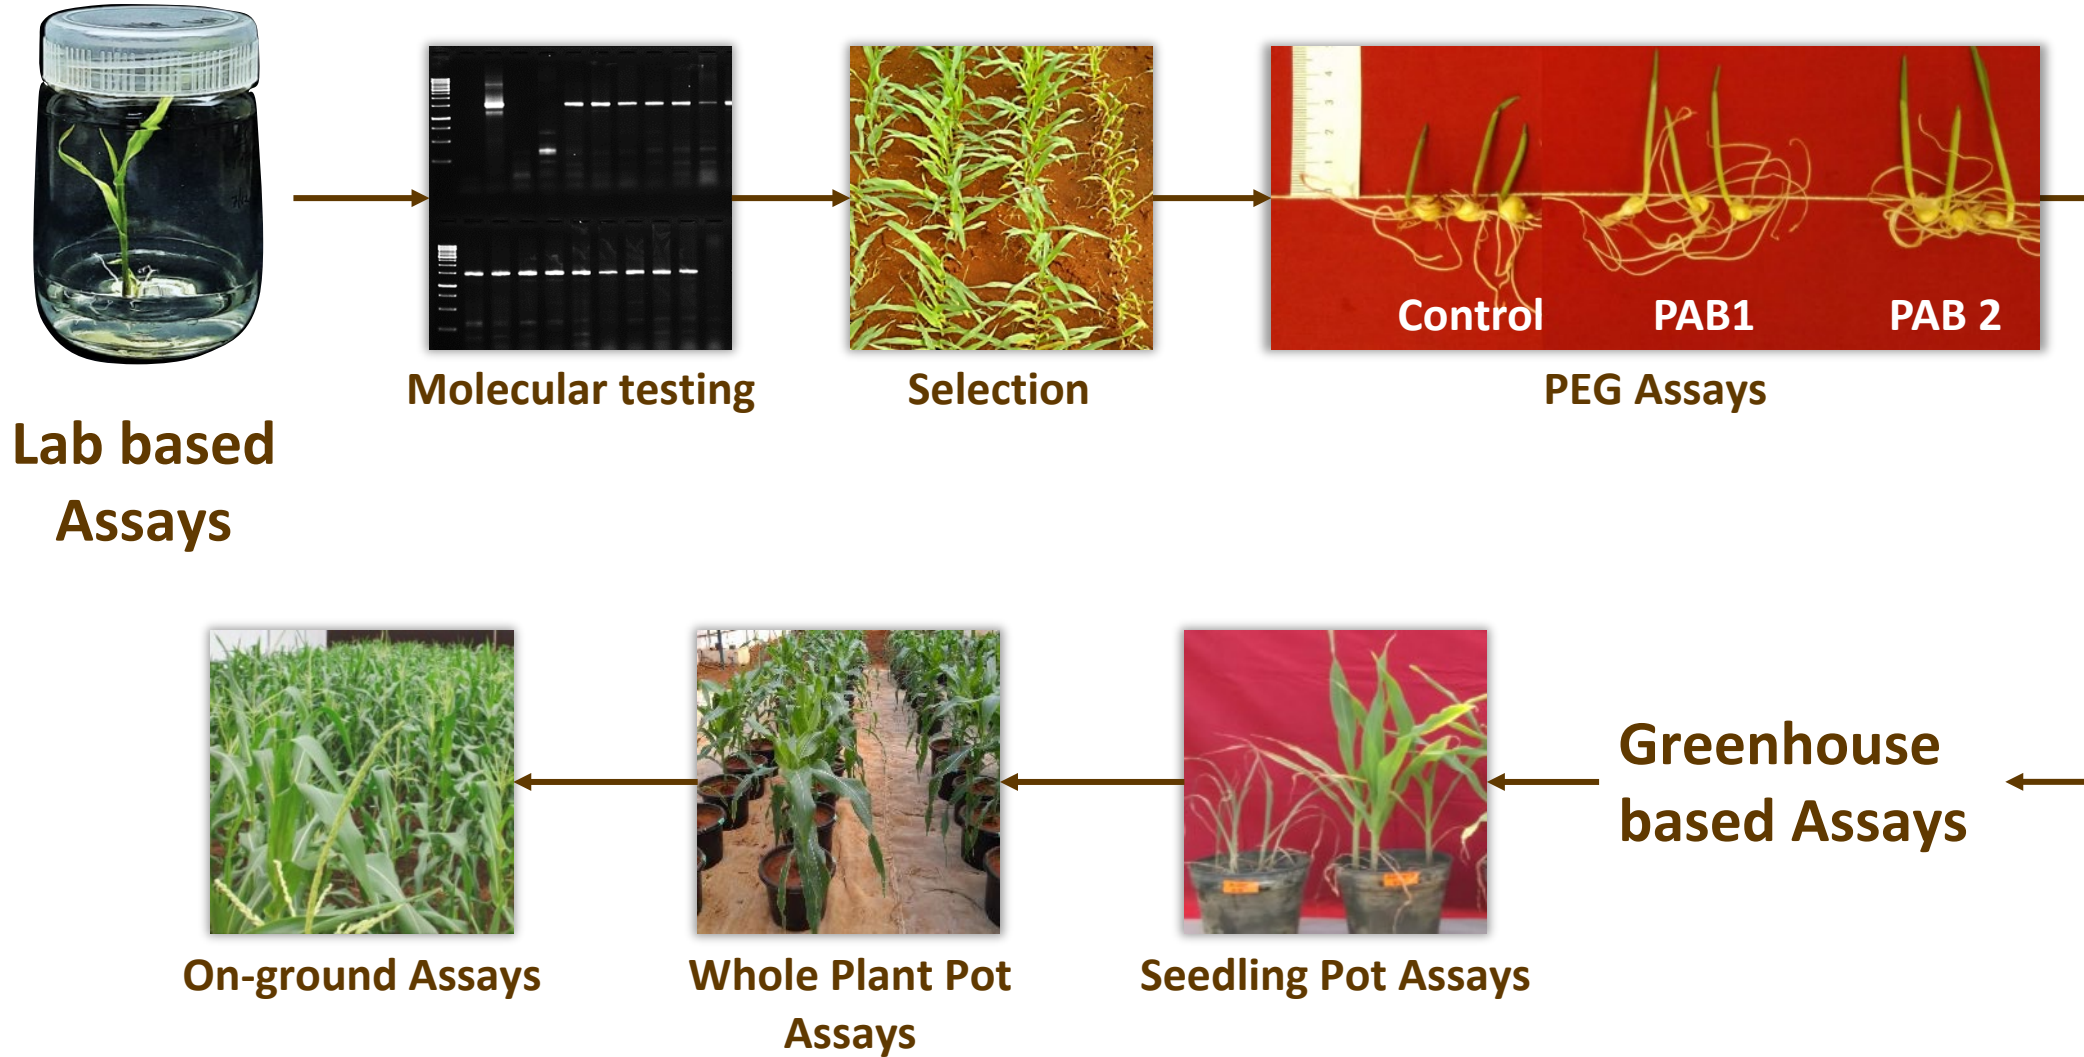 Control
PAB1
PAB 2
Molecular testing
Selection
PEG Assays
Lab based
Assays
Greenhouse
based Assays
On-ground Assays
Whole Plant Pot
Assays
Seedling Pot Assays